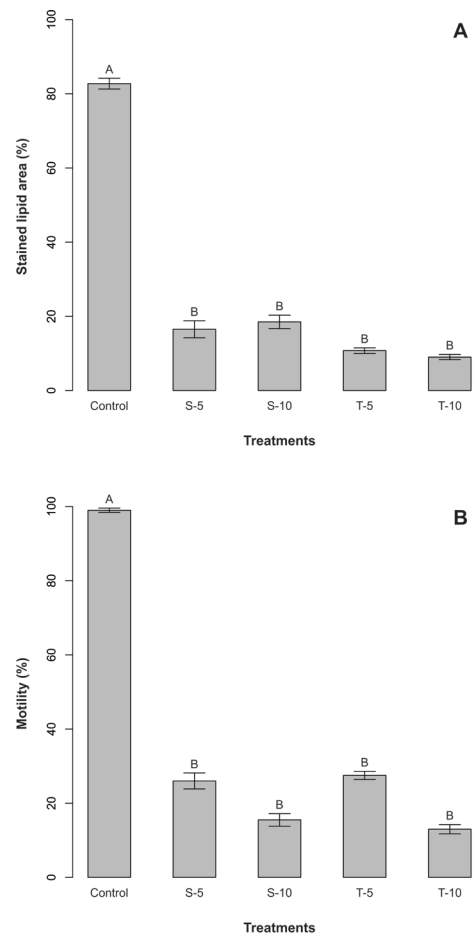 A
Stained lipid area (%)
100
80
60
40
20
0
A
B
B
B
B
Control S-5 S-10 T-5 T-10
Treatments
B
Motility (%)
100
80
60
40
20
0
A
B
B
B
B
Control S-5 S-10 T-5 T-10
Treatments